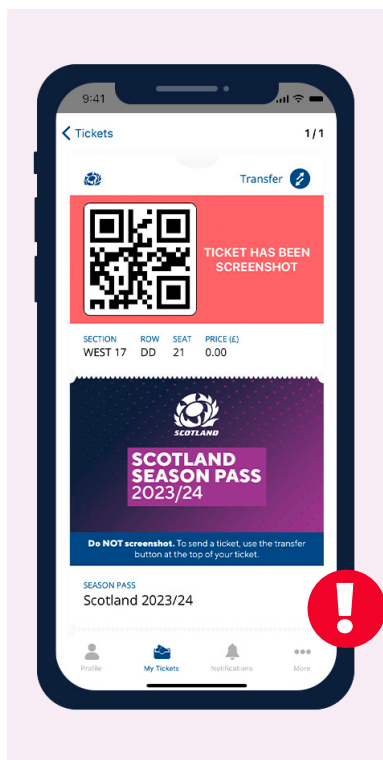 9:41
Tickets
1/1
Transfer
TICKET HAS BEEN
SCREENSHOT
SECTION ROW SEAT PRICE (£)
WEST 17 DD 21 0.00
SCOTLAND
SCOTLAND
SEASON PASS
2023/24
Do NOT screenshot. To send a ticket, use the transfer
button at the top of your ticket.
SEASON PASS
Scotland 2023/24
!
Profile My Tickets Notifications More